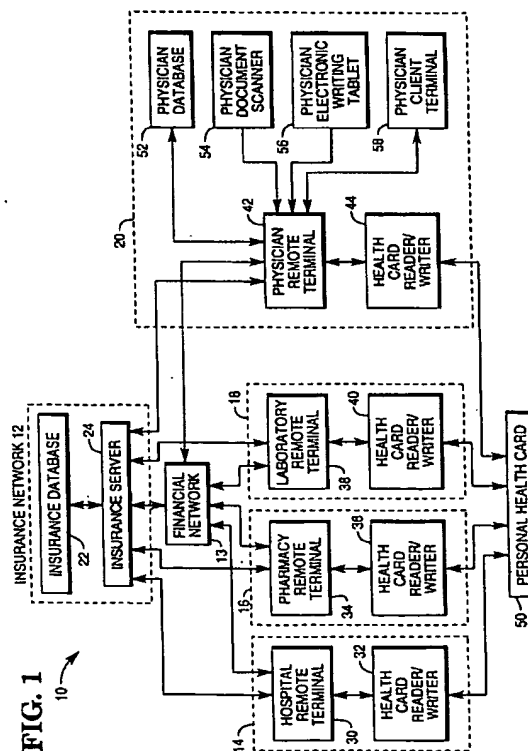 FIG. 1
10
INSURANCE NETWORK 12
22
INSURANCE DATABASE
24
INSURANCE SERVER
FINANCIAL
NETWORK
13
14
HOSPITAL
REMOTE
TERMINAL
30
32
HEALTH
CARD
READER/
WRITER
16
PHARMACY
REMOTE
TERMINAL
34
36
HEALTH
CARD
READER/
WRITER
18
LABORATORY
REMOTE
TERMINAL
38
40
HEALTH
CARD
READER/
WRITER
20
42
PHYSICIAN
REMOTE
TERMINAL
44
HEALTH
CARD
READER/
WRITER
52
PHYSICIAN
DATABASE
54
PHYSICIAN
DOCUMENT
SCANNER
56
PHYSICIAN
ELECTRONIC
WRITING
TABLET
58
PHYSICIAN
CLIENT
TERMINAL
50
PERSONAL HEALTH CARD